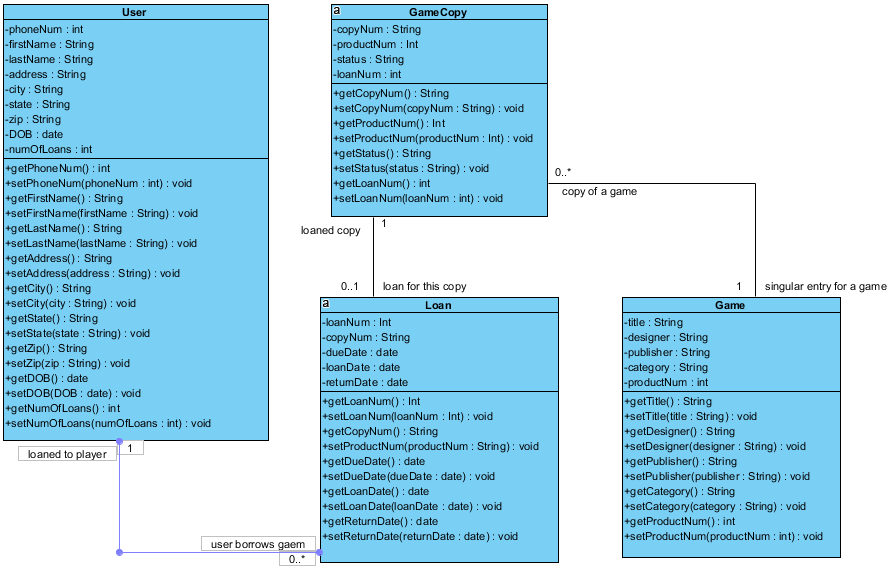 User
-phoneNum : int
-firstName : String
-lastName : String
-address : String
-city : String
-state : String
-zip : String
-DOB : date
-numOfLoans : int
+getPhoneNum() : int
+setPhoneNum(phoneNum : int) : void
+getFirstName() : String
+setFirstName(firstName : String) : void
+getLastName() : String
+setLastName(lastName : String) : void
+getAddress() : String
+setAddress(address : String) : void
+getCity() : String
+setCity(city : String) : void
+getState() : String
+setState(state : String) : void
+getZip() : String
+setZip(zip : String) : void
+getDOB() : date
+setDOB(DOB : date) : void
+getNumOfLoans() : int
+setNumOfLoans(numOfLoans : int) : void
1
loaned to player
a
GameCopy
-copyNum : String
-productNum : Int
-status : String
-loanNum : int
+getCopyNum() : String
+setCopyNum(copyNum : String) : void
+getProductNum() : Int
+setProductNum(productNum : Int) : void
+getStatus() : String
+setStatus(status : String) : void
+getLoanNum() : int
+setLoanNum(loanNum : int) : void
0..*
copy of a game
1
loaned copy
0..1
loan for this copy
1
singular entry for a game
a
Loan
-loanNum : Int
-copyNum : String
-dueDate : date
-loanDate : date
-returnDate : date
+getLoanNum() : Int
+setLoanNum(loanNum : Int) : void
+getCopyNum() : String
+setProductNum(productNum : String) : void
+getDueDate() : date
+setDueDate(dueDate : date) : void
+getLoanDate() : date
+setLoanDate(loanDate : date) : void
+getReturnDate() : date
+setReturnDate(returnDate : date) : void
user borrows gaem
0..*
Game
-title : String
-designer : String
-publisher : String
-category : String
-productNum : int
+getTitle() : String
+setTitle(title : String) : void
+getDesigner() : String
+setDesigner(designer : String) : void
+getPublisher() : String
+setPublisher(publisher : String) : void
+getCategory() : String
+setCategory(category : String) : void
+getProductNum() : int
+setProductNum(productNum : int) : void